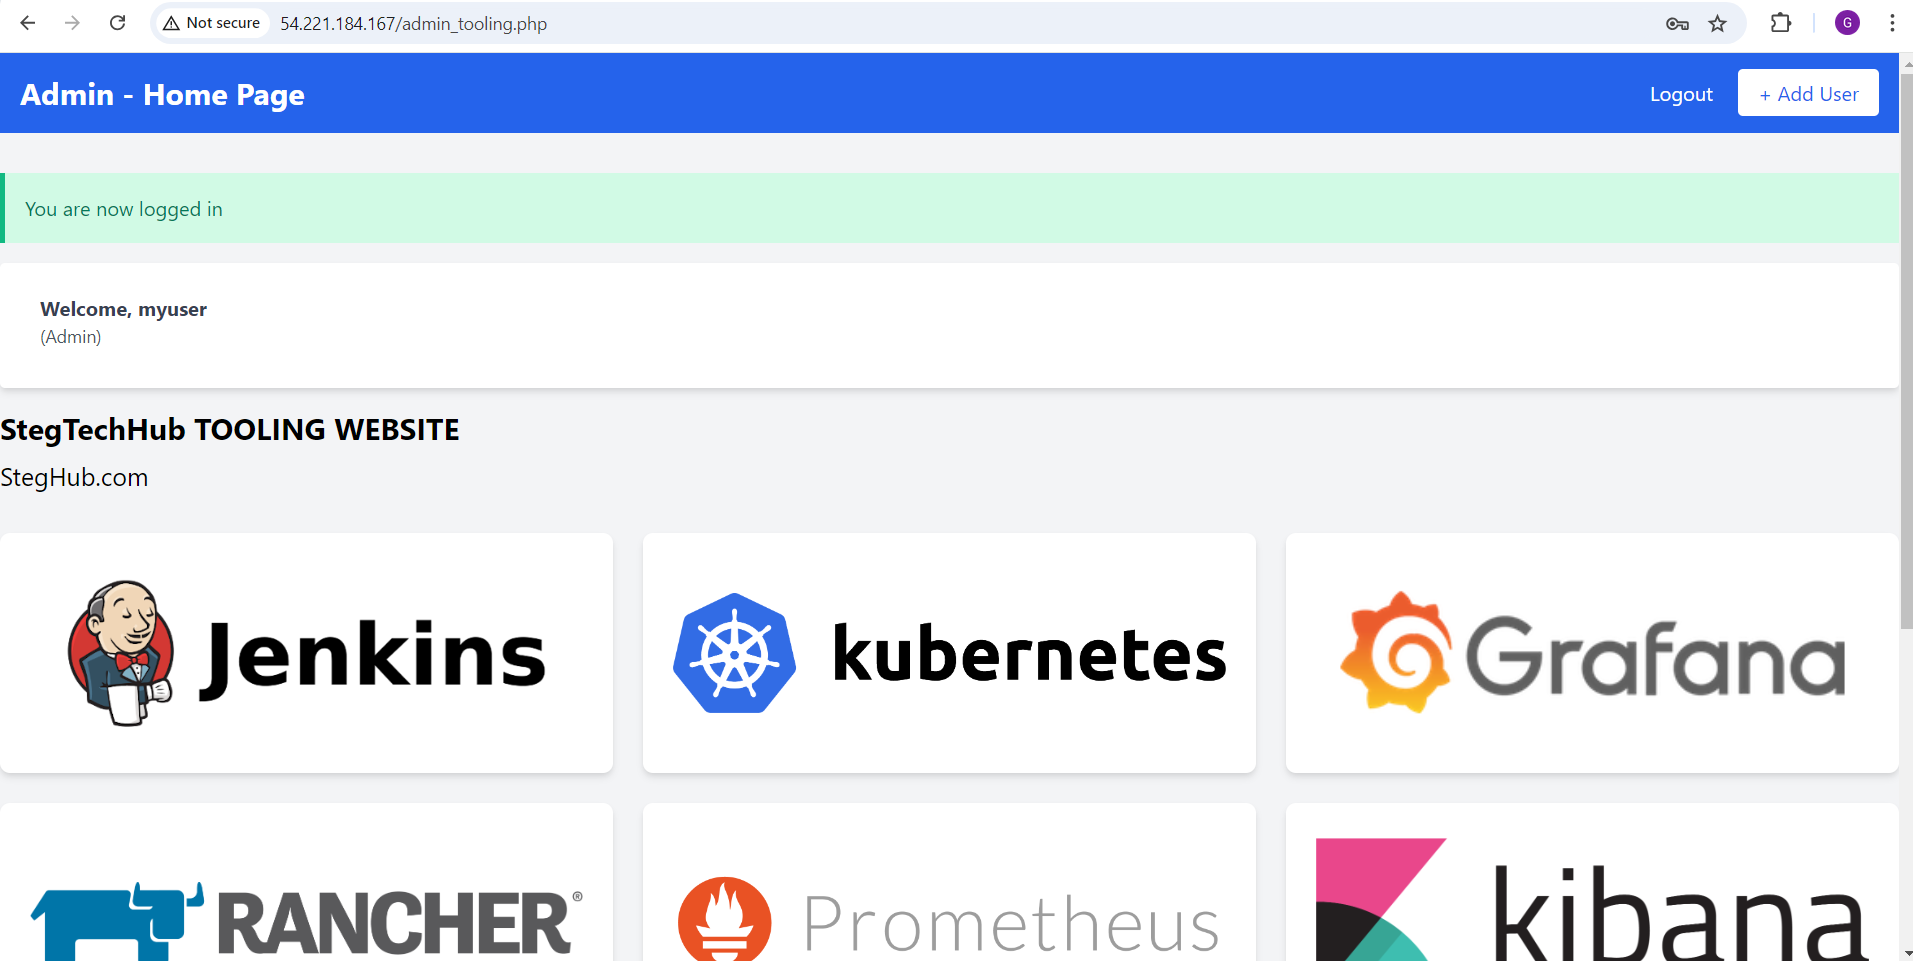 Not secure 54.221.184.167/admin_tooling.php G
Admin - Home Page Logout + Add User
You are now logged in
Welcome, myuser
(Admin)
StegTechHub TOOLING WEBSITE
StegHub.com
Jenkins kubernetes Grafana
RANCHER® Prometheus kibana